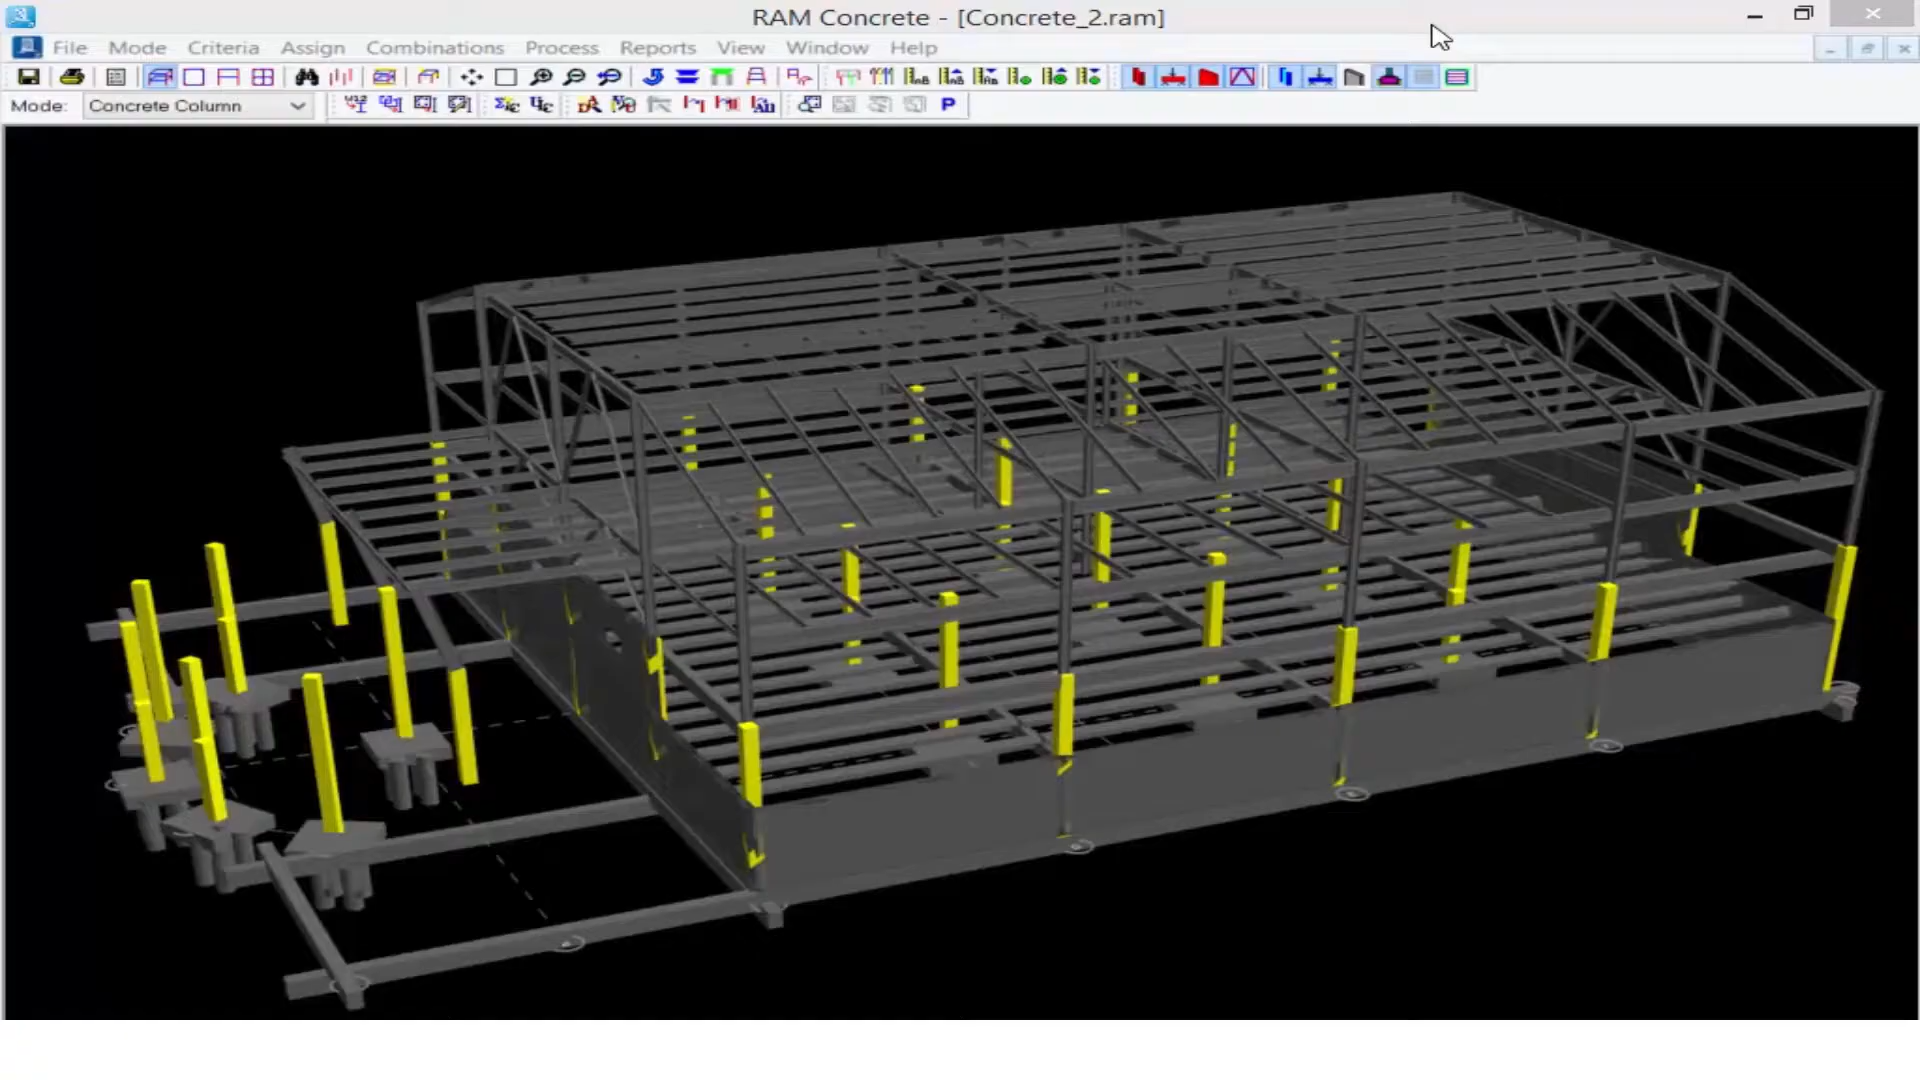 RAM Concrete - [Concrete_2.ram]
File Mode Criteria Assign Combinations Process Reports View Window Help
Mode: Concrete Column
P